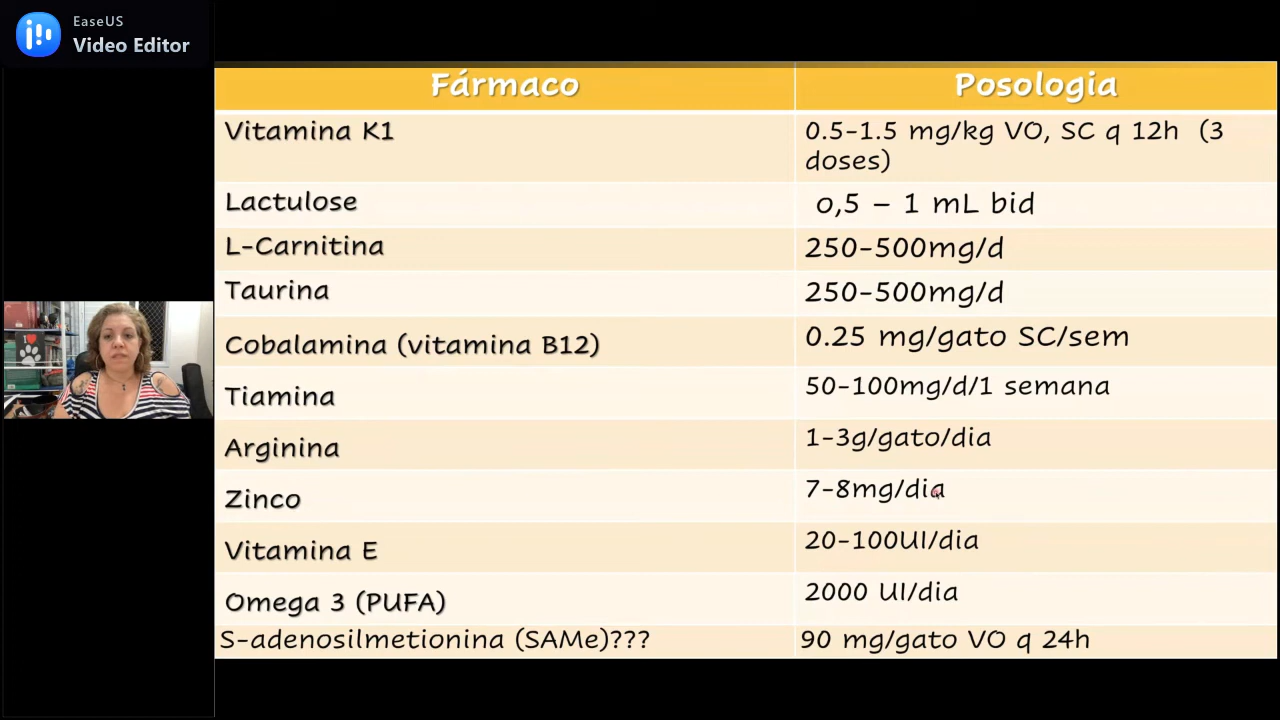 EaseUS
Video Editor
Fármaco Posologia
Vitamina K1 0.5-1.5 mg/kg VO, SC q 12h (3
doses)
Lactulose 0,5 – 1 mL bid
L-Carnitina 250-500mg/d
Taurina 250-500mg/d
Cobalamina (vitamina B12) 0.25 mg/gato SC/sem
Tiamina 50-100mg/d/1 semana
Arginina 1-3g/gato/dia
Zinco 7-8mg/dia
Vitamina E 20-100UI/dia
Omega 3 (PUFA) 2000 UI/dia
S-adenosilmetionina (SAMe)??? 90 mg/gato VO q 24h